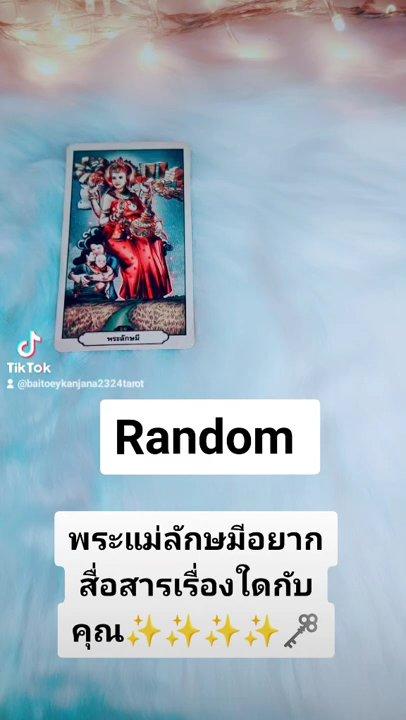 พระลักษมี
TikTok
@baitoeykanjana2324tarot
Random
พระแม่ลักษมีอยาก
สื่อสารเรื่องใดกับ
คุณ✨✨✨✨🗝